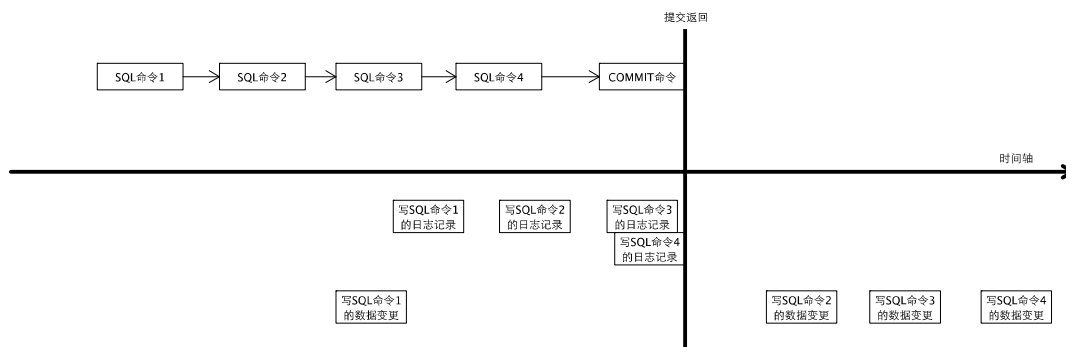 提交返回
SQL命令1
SQL命令2
SQL命令3
SQL命令4
COMMIT命令
时间轴
写SQL命令1
的日志记录
写SQL命令2
的日志记录
写SQL命令3
的日志记录
写SQL命令4
的日志记录
写SQL命令1
的数据变更
写SQL命令2
的数据变更
写SQL命令3
的数据变更
写SQL命令4
的数据变更